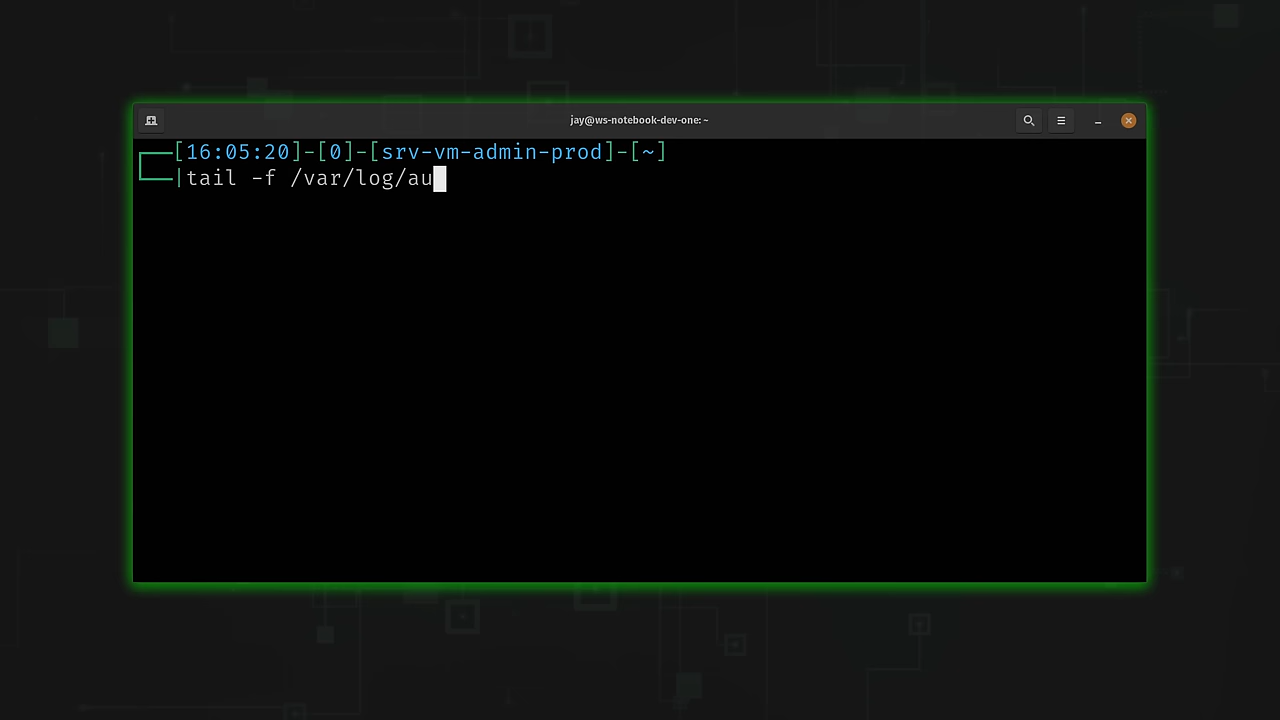 jay@ws-notebook-dev-one: ~
[16:05:20]-[0]-[srv-vm-admin-prod]-[~]
|tail -f /var/log/au